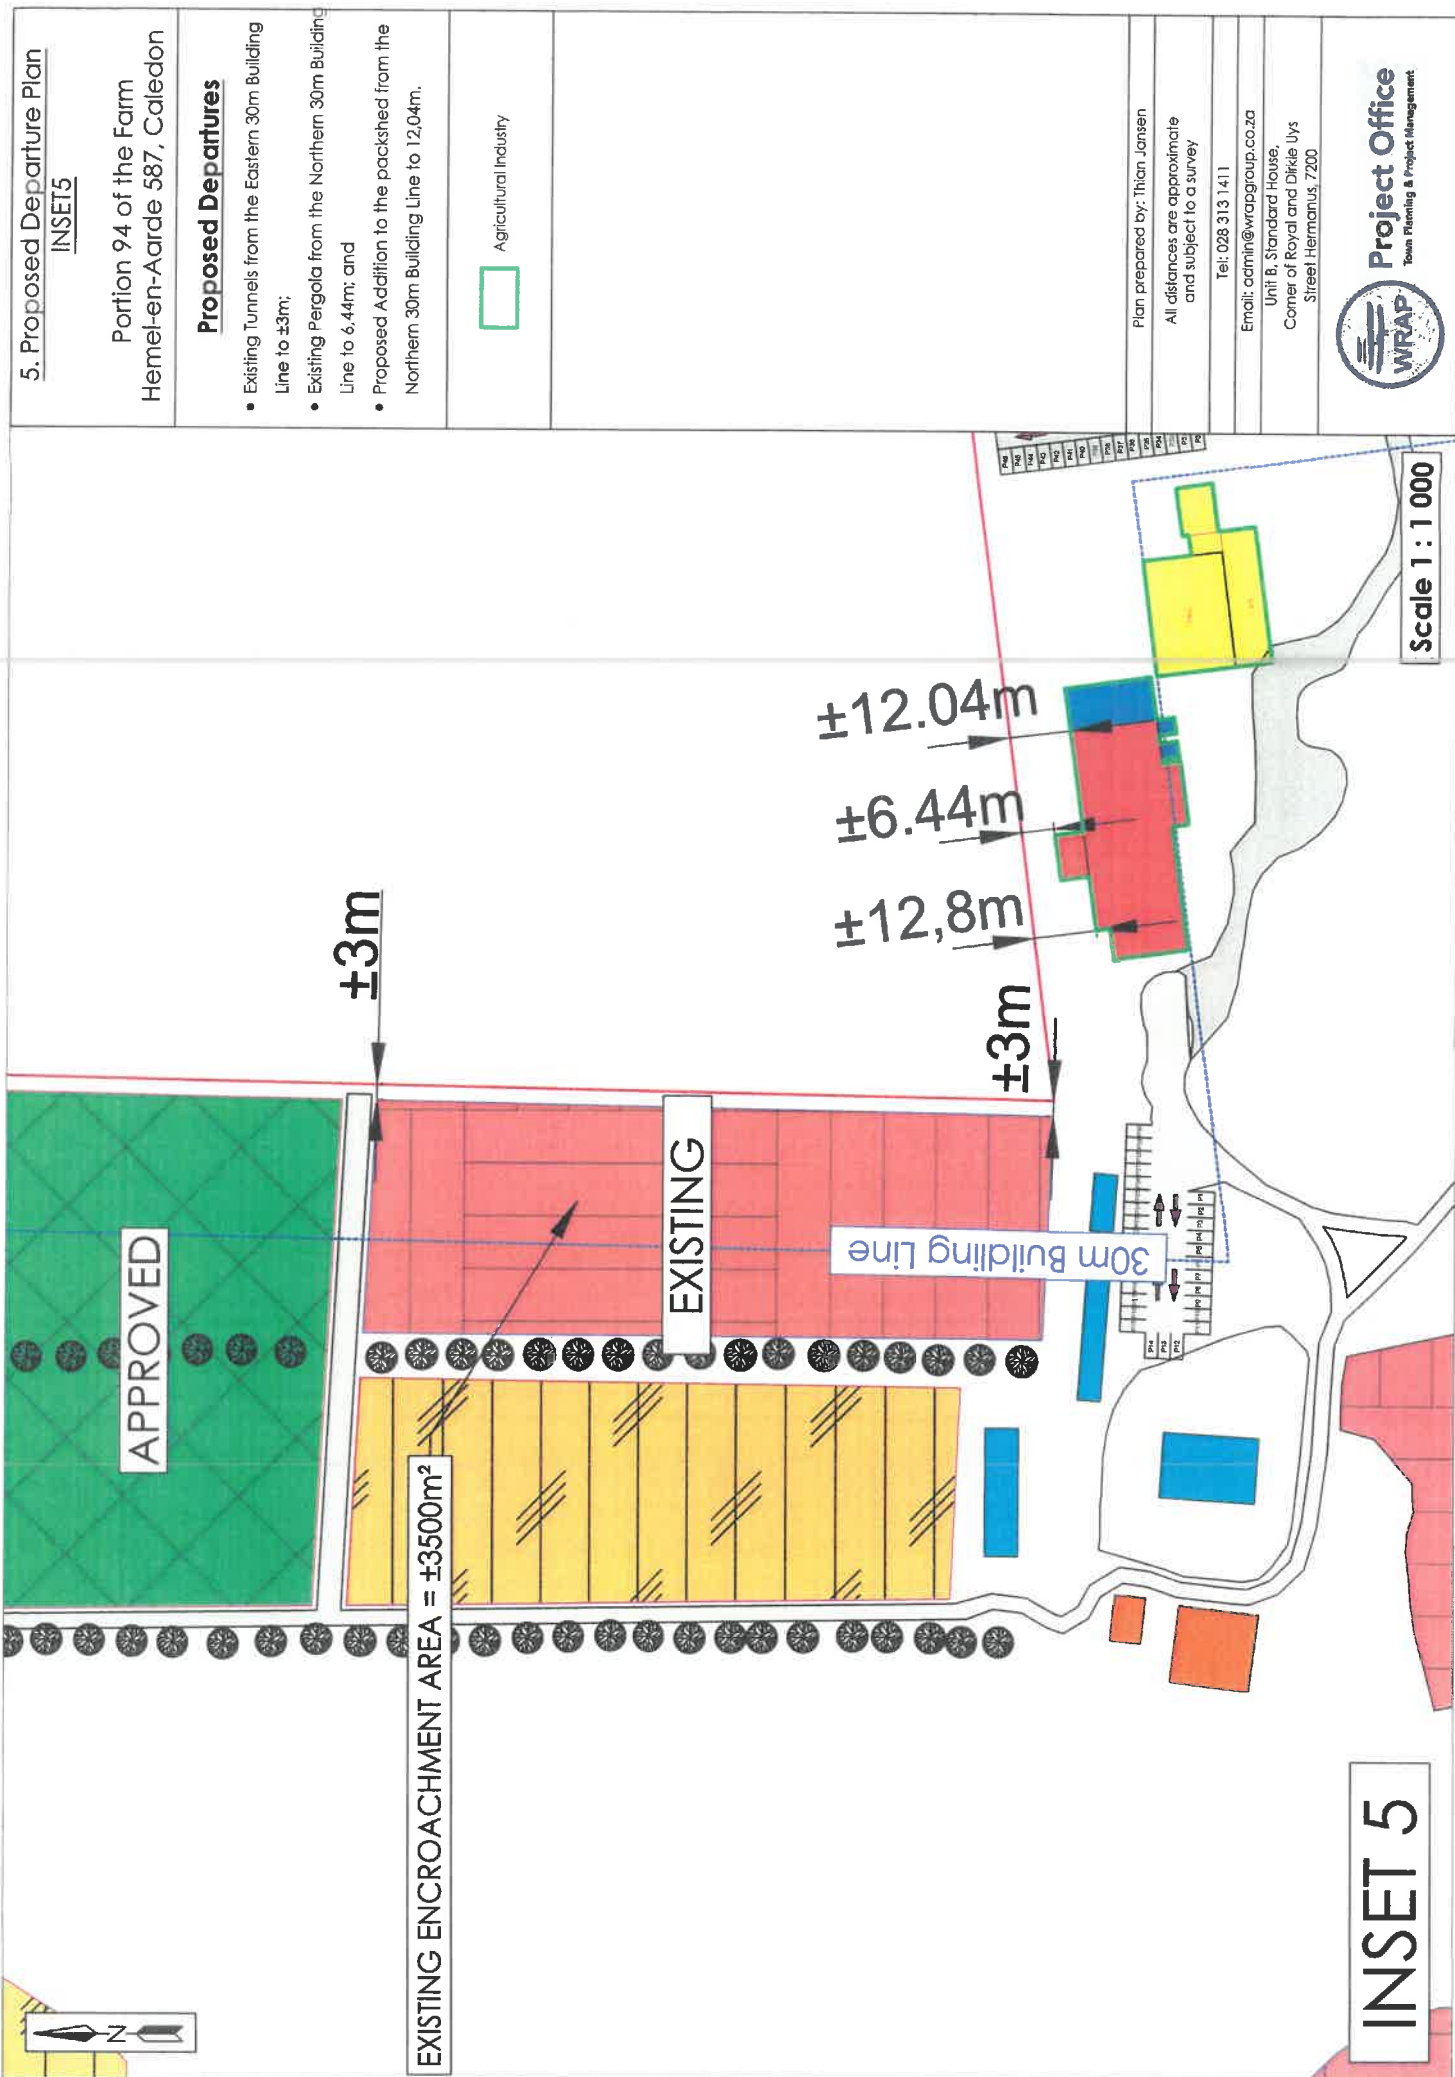 5. Proposed Departure Plan
INSET5
Portion 94 of the Farm
Hemel-en-Aarde 587, Caledon
Proposed Departures
• Existing Tunnels from the Eastern 30m Building
Line to ±3m;
• Existing Pergola from the Northern 30m Building
Line to 6.44m; and
• Proposed Addition to the packshed from the
Northern 30m Building Line to 12,04m.
Agricultural Industry
Plan prepared by: Thian Jansen
All distances are approximate
and subject to a survey
Tel: 028 313 1411
Email: admin@wrapgroup.co.za
Unit B, Standard House,
Corner of Royal and Dirkie Uys
Street Hermanus, 7200
WRAP
Project Office
Town Planning & Project Management
APPROVED
±3m
EXISTING ENCROACHMENT AREA = ±3500m²
EXISTING
±12.04m
±6.44m
±12,8m
±3m
30m Building Line
P14
P13
P12
N
INSET 5
Scale 1 : 1 000